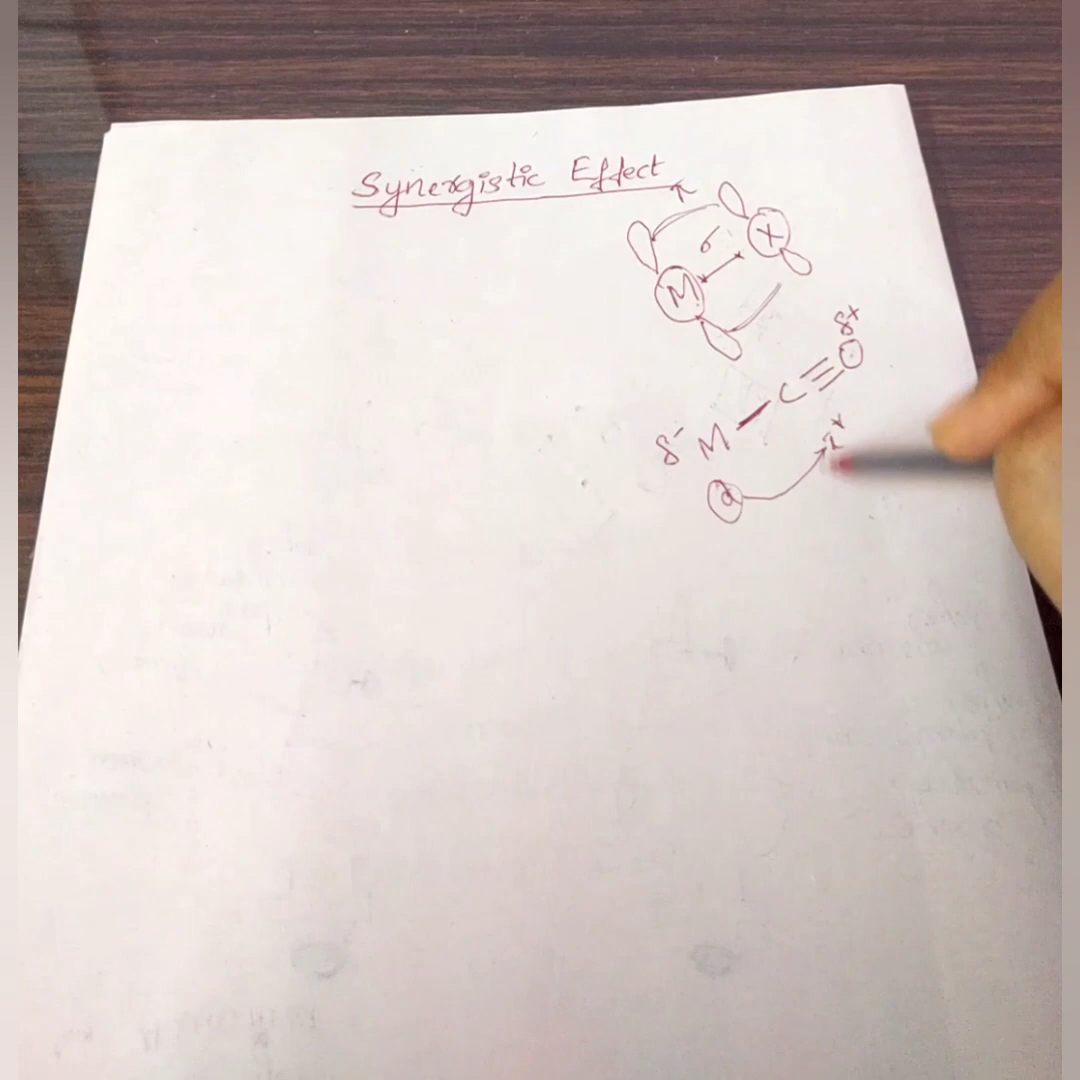 Synergistic Effect
σ X
M
δ+
M — C ≡ O
δ-
d π*